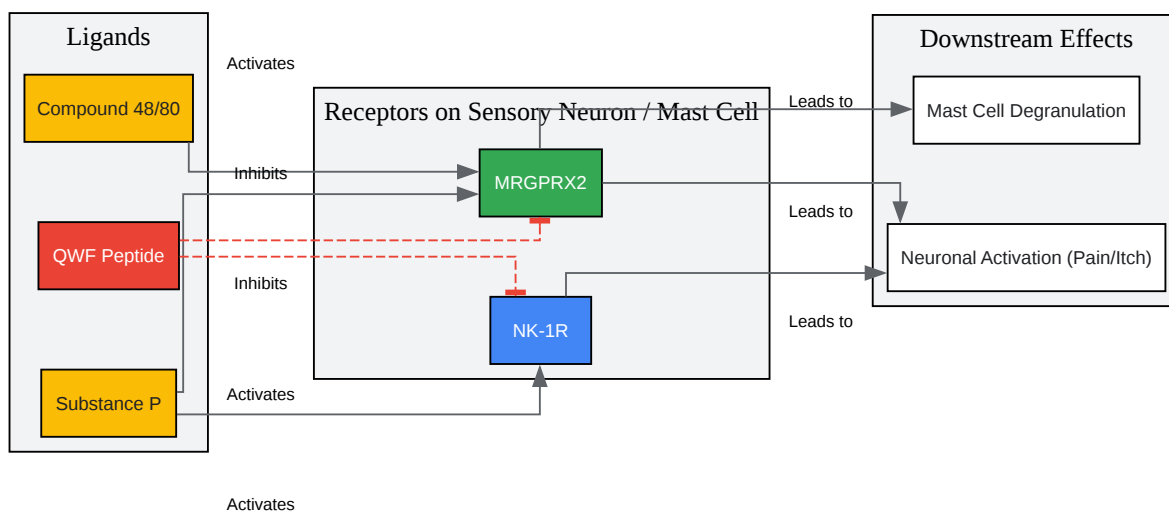 Ligands
Compound 48/80
QWF Peptide
Substance P
Activates
Inhibits
Inhibits
Activates
Activates
Receptors on Sensory Neuron / Mast Cell
MRGPRX2
NK-1R
Leads to
Leads to
Leads to
Downstream Effects
Mast Cell Degranulation
Neuronal Activation (Pain/Itch)